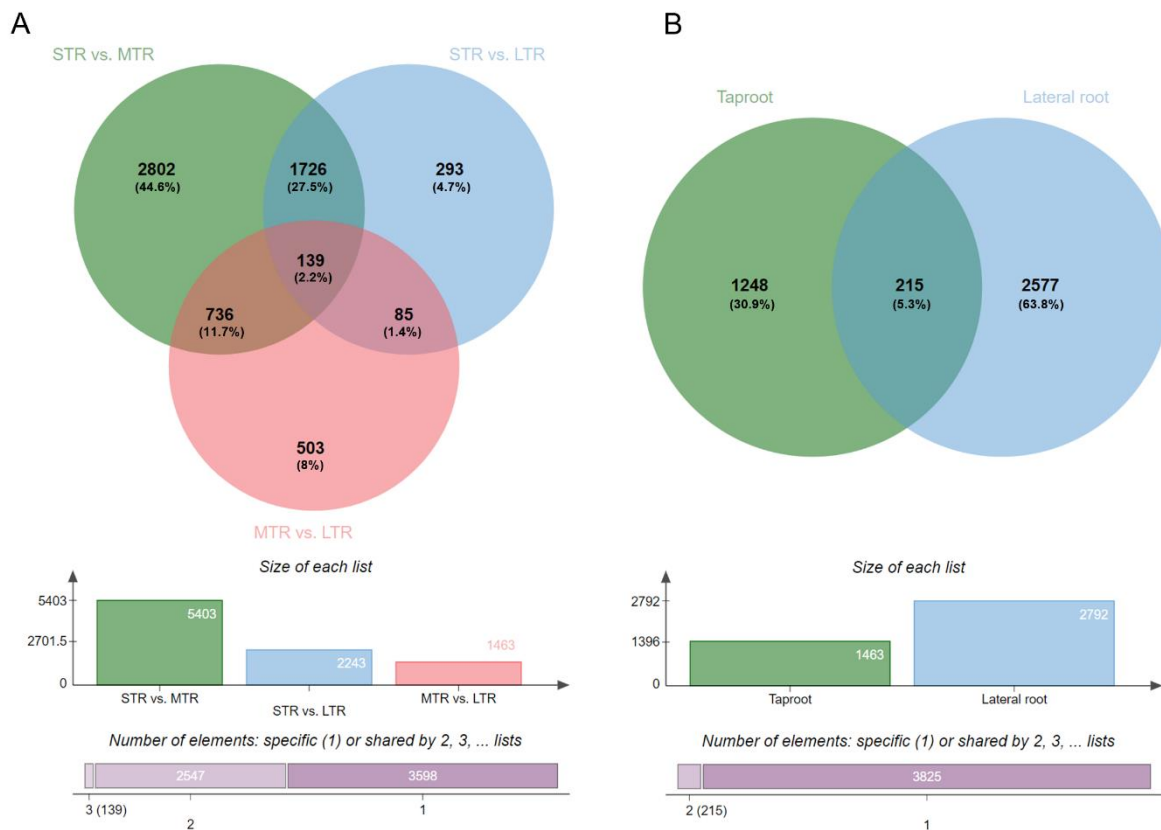 A
B
STR vs. MTR
STR vs. LTR
2802
(44.6%)
1726
(27.5%)
293
(4.7%)
139
(2.2%)
736
(11.7%)
85
(1.4%)
503
(8%)
MTR vs. LTR
Taproot
Lateral root
1248
(30.9%)
215
(5.3%)
2577
(63.8%)
Size of each list
5403
2701.5
0
5403
2243
1463
STR vs. MTR
STR vs. LTR
MTR vs. LTR
Number of elements: specific (1) or shared by 2, 3, ... lists
2547
3598
3 (139)
2
1
Size of each list
2792
1396
0
1463
2792
Taproot
Lateral root
Number of elements: specific (1) or shared by 2, 3, ... lists
3825
2 (215)
1